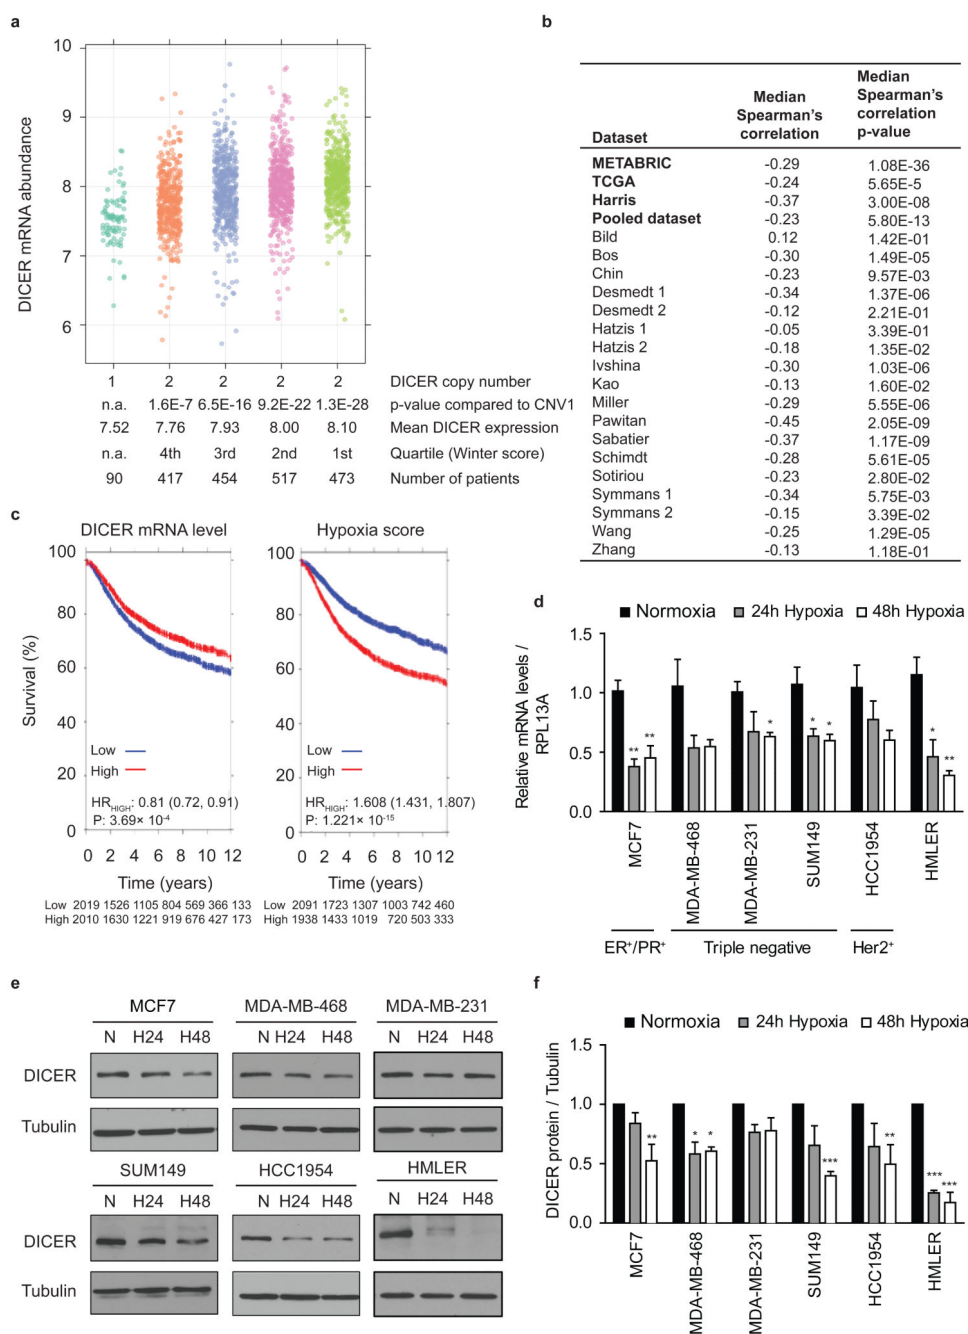 a
10
9
8
7
6
DICER mRNA abundance
1 2 2 2 2 DICER copy number
n.a. 1.6E-7 6.5E-16 9.2E-22 1.3E-28 p-value compared to CNV1
7.52 7.76 7.93 8.00 8.10 Mean DICER expression
n.a. 4th 3rd 2nd 1st Quartile (Winter score)
90 417 454 517 473 Number of patients
b
Dataset Median Spearman's correlation Median Spearman's correlation p-value
METABRIC -0.29 1.08E-36
TCGA -0.24 5.65E-5
Harris -0.37 3.00E-08
Pooled dataset -0.23 5.80E-13
Bild 0.12 1.42E-01
Bos -0.30 1.49E-05
Chin -0.23 9.57E-03
Desmedt 1 -0.34 1.37E-06
Desmedt 2 -0.12 2.21E-01
Hatzis 1 -0.05 3.39E-01
Hatzis 2 -0.18 1.35E-02
Ivshina -0.30 1.03E-06
Kao -0.13 1.60E-02
Miller -0.29 5.55E-06
Pawitan -0.45 2.05E-09
Sabatier -0.37 1.17E-09
Schimdt -0.28 5.61E-05
Sotiriou -0.23 2.80E-02
Symmans 1 -0.34 5.75E-03
Symmans 2 -0.15 3.39E-02
Wang -0.25 1.29E-05
Zhang -0.13 1.18E-01
c
DICER mRNA level
100
80
60
40
20
0
Survival (%)
Low
High
HR HIGH: 0.81 (0.72, 0.91)
P: 3.69× 10-4
0 2 4 6 8 10 12
Time (years)
Low 2019 1526 1105 804 569 366 133
High 2010 1630 1221 919 676 427 173
Hypoxia score
100
80
60
40
20
0
HR HIGH: 1.608 (1.431, 1.807)
P: 1.221× 10-15
0 2 4 6 8 10 12
Time (years)
Low 2091 1723 1307 1003 742 460
High 1938 1433 1019 720 503 333
d
Normoxia 24h Hypoxia 48h Hypoxia
1.5
1.0
0.5
0.0
Relative mRNA levels /
RPL13A
** ** * * * * **
MCF7
MDA-MB-468
MDA-MB-231
SUM149
HCC1954
HMLER
ER+/PR+ Triple negative Her2+
e
MCF7 MDA-MB-468 MDA-MB-231
N H24 H48 N H24 H48 N H24 H48
DICER
Tubulin
SUM149 HCC1954 HMLER
N H24 H48 N H24 H48 N H24 H48
DICER
Tubulin
f
Normoxia 24h Hypoxia 48h Hypoxia
1.0
0.5
0.0
DICER protein / Tubulin
** * * *** ** *** ***
MCF7
MDA-MB-468
MDA-MB-231
SUM149
HCC1954
HMLER